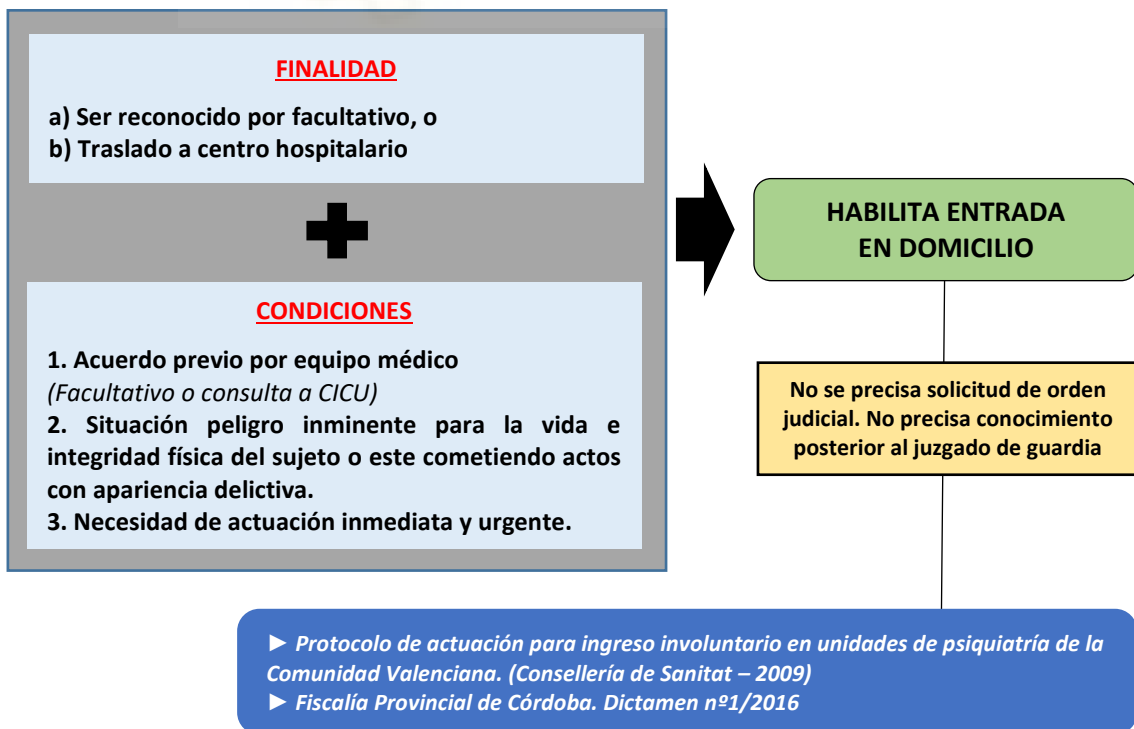 FINALIDAD
a) Ser reconocido por facultativo, o
b) Traslado a centro hospitalario
CONDICIONES
1. Acuerdo previo por equipo médico
(Facultativo o consulta a CICU)
2. Situación peligro inminente para la vida e
integridad física del sujeto o este cometiendo actos
con apariencia delictiva.
3. Necesidad de actuación inmediata y urgente.
HABILITA ENTRADA
EN DOMICILIO
No se precisa solicitud de orden
judicial. No precisa conocimiento
posterior al juzgado de guardia
► Protocolo de actuación para ingreso involuntario en unidades de psiquiatría de la
Comunidad Valenciana. (Consellería de Sanitat – 2009)
► Fiscalía Provincial de Córdoba. Dictamen nº1/2016